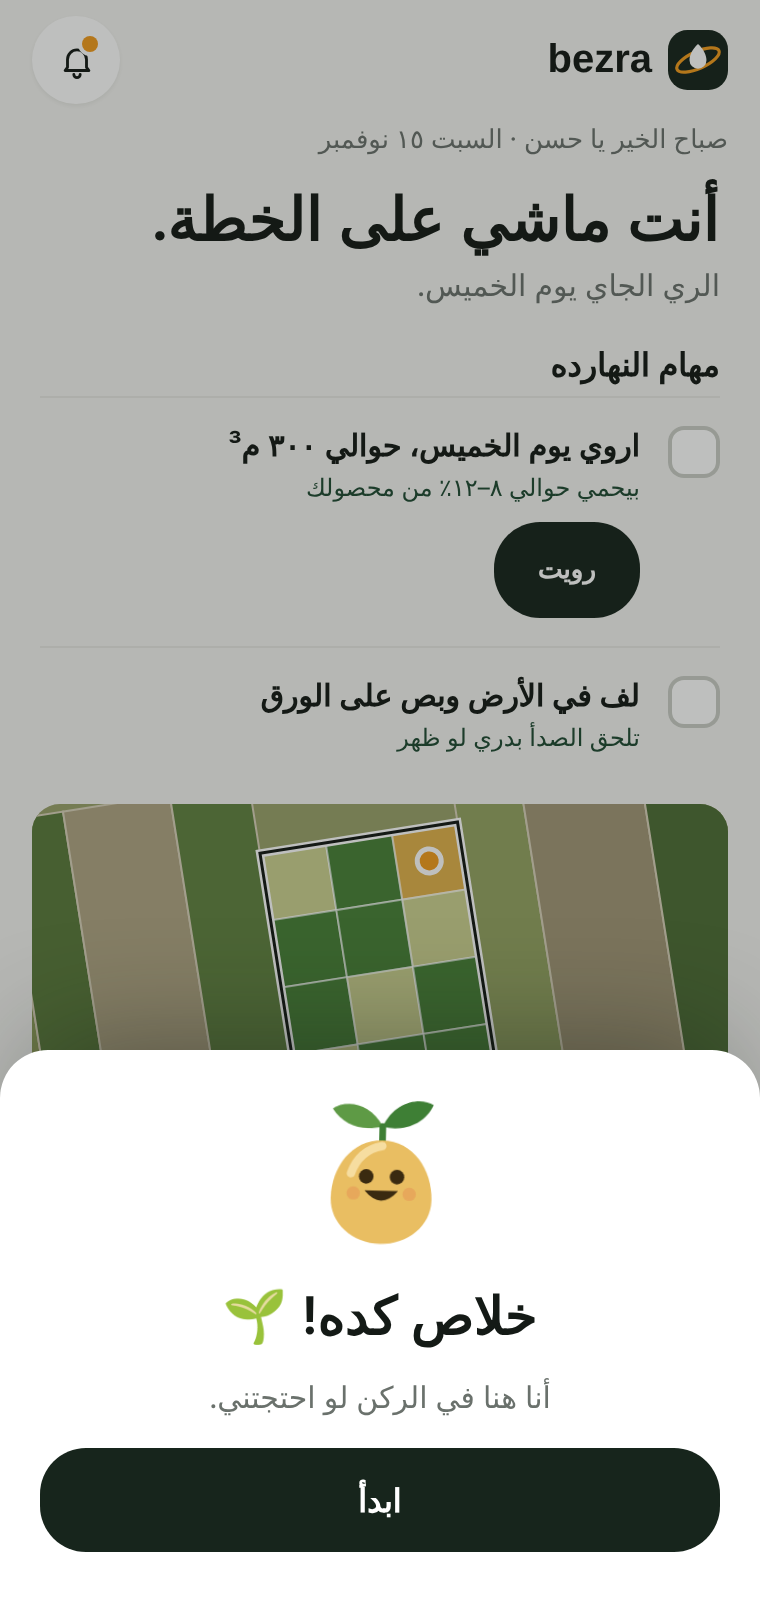 bezra
صباح الخير يا حسن · السبت ١٥ نوفمبر
أنت ماشي على الخطة.
الري الجاي يوم الخميس.
مهام النهارده
اروي يوم الخميس، حوالي ٣٠٠ م³
بيحمي حوالي ٨–١٢٪ من محصولك
رويت
لف في الأرض وبص على الورق
تلحق الصدأ بدري لو ظهر
خلاص كده! 🌱
أنا هنا في الركن لو احتجتني.
ابدأ